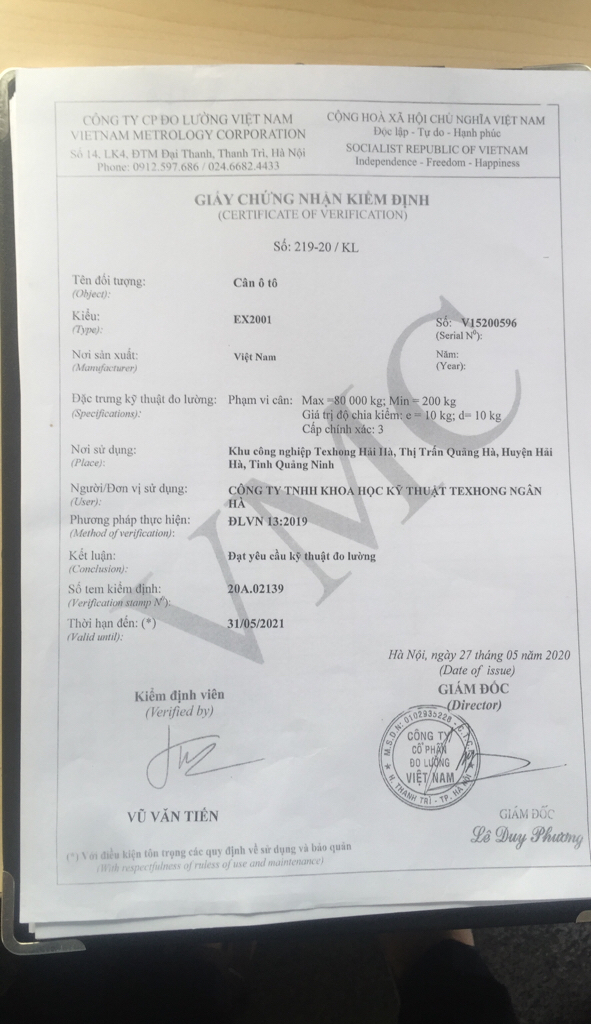 CÔNG TY CP ĐO LƯỜNG VIỆT NAM
VIETNAM METROLOGY CORPORATION
Số 14, LK4, ĐTM Đại Thanh, Thanh Trì, Hà Nội
Phone: 0912.597.686 / 024.6682.4433
CỘNG HOÀ XÃ HỘI CHỦ NGHĨA VIỆT NAM
Độc lập - Tự do - Hạnh phúc
SOCIALIST REPUBLIC OF VIETNAM
Independence - Freedom - Happiness
GIẤY CHỨNG NHẬN KIỂM ĐỊNH
(CERTIFICATE OF VERIFICATION)
Số: 219-20 / KL
Tên đối tượng: Cân ô tô
(Object):
Kiểu: EX2001 Số: V15200596
(Type): (Serial N°):
Nơi sản xuất: Việt Nam Năm:
(Manufacturer) (Year):
Đặc trưng kỹ thuật đo lường: Phạm vi cân: Max =80 000 kg; Min = 200 kg
(Specifications): Giá trị độ chia kiểm: e = 10 kg; d= 10 kg
Cấp chính xác: 3
Nơi sử dụng: Khu công nghiệp Texhong Hải Hà, Thị Trấn Quãng Hà, Huyện Hải
(Place): Hà, Tỉnh Quảng Ninh
Người/Đơn vị sử dụng: CÔNG TY TNHH KHOA HỌC KỸ THUẬT TEXHONG NGÂN
(User): HÀ
Phương pháp thực hiện: ĐLVN 13:2019
(Method of verification):
Kết luận: Đạt yêu cầu kỹ thuật đo lường
(Conclusion):
Số tem kiểm định: 20A.02139
(Verification stamp N°):
Thời hạn đến: (*) 31/05/2021
(Valid until):
VMC
Hà Nội, ngày 27 tháng 05 năm 2020
(Date of issue)
Kiểm định viên
(Verified by)
GIÁM ĐỐC
(Director)
M.S.D.N: 0102935228 - C.T.C.P
CÔNG TY
CỔ PHẦN
ĐO LƯỜNG
VIỆT NAM
H. THANH TRÌ - TP. HÀ NỘI
VŨ VĂN TIẾN
GIÁM ĐỐC
Lê Duy Phương
(*) Với điều kiện tôn trọng các quy định về sử dụng và bảo quản
(With respectfulness of rules of use and maintenance)